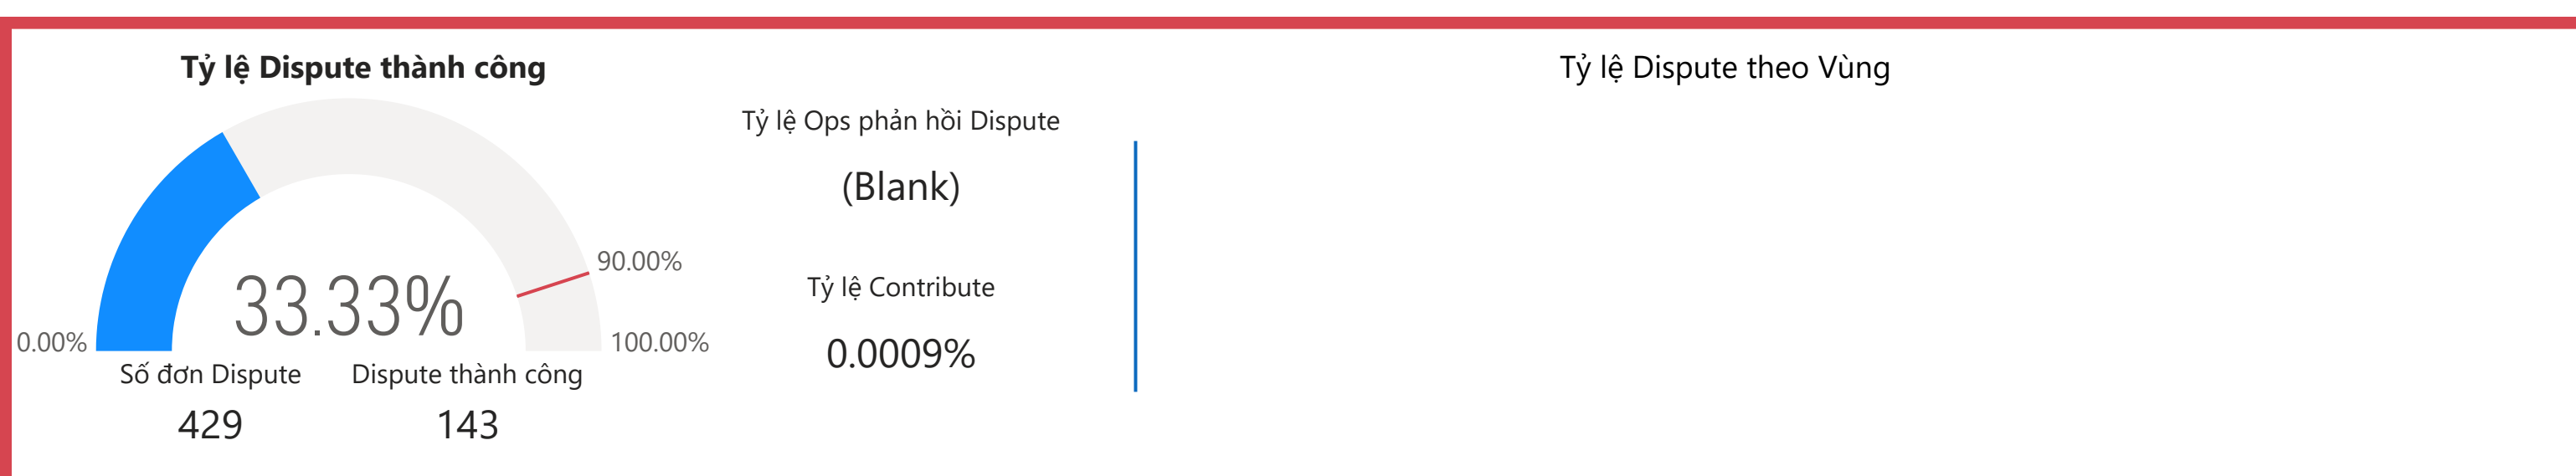 Tỷ lệ Dispute thành công
0.00%
33.33%
90.00%
100.00%
Số đơn Dispute
Dispute thành công
429
143
Tỷ lệ Ops phản hồi Dispute
(Blank)
Tỷ lệ Contribute
0.0009%
Tỷ lệ Dispute theo Vùng